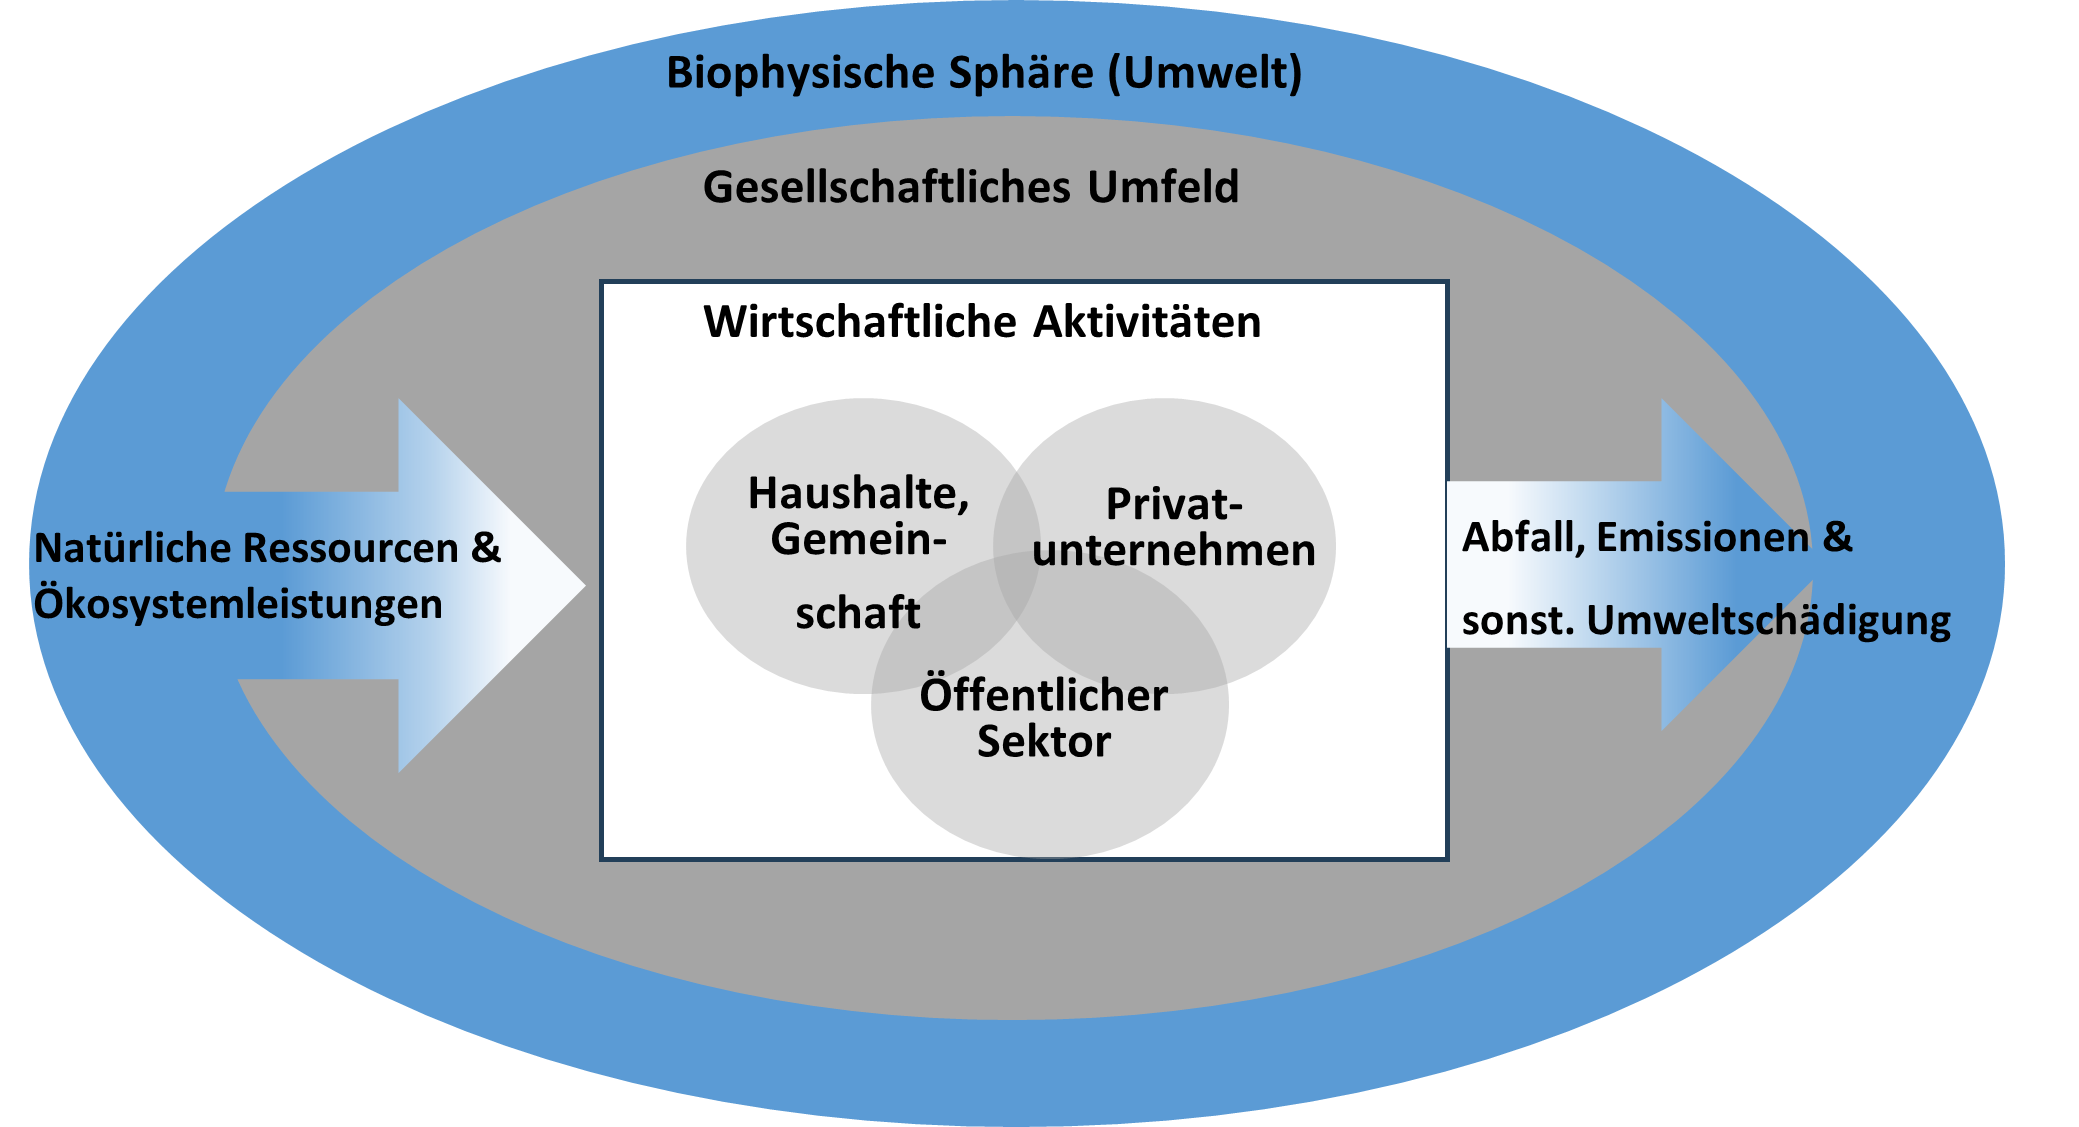 Biophysische Sphäre (Umwelt)
Gesellschaftliches Umfeld
Wirtschaftliche Aktivitäten
Haushalte,
Gemein-
schaft
Privat-
unternehmen
Öffentlicher
Sektor
Natürliche Ressourcen &
Ökosystemleistungen
Abfall, Emissionen &
sonst. Umweltschädigung